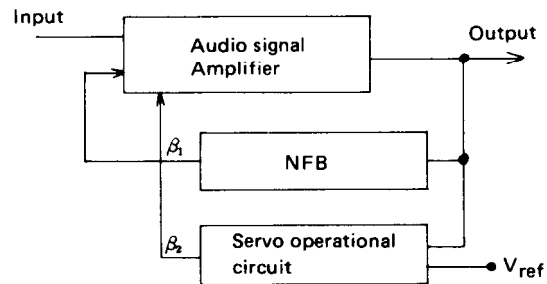 Input
Output
Audio signal
Amplifier
β₁
NFB
β₂
Servo operational
circuit
Vref